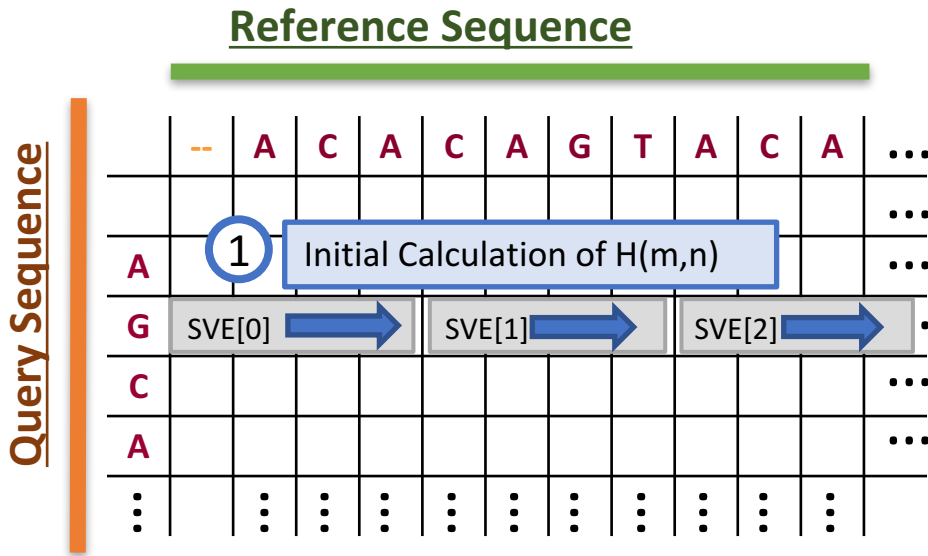 Reference Sequence
Query Sequence
-- A C A C A G T A C A ...
...
1 Initial Calculation of H(m,n)
A ...
G SVE[0] SVE[1] SVE[2] .
C ...
A ...
⋮ ⋮ ⋮ ⋮ ⋮ ⋮ ⋮ ⋮ ⋮ ⋮ ⋮